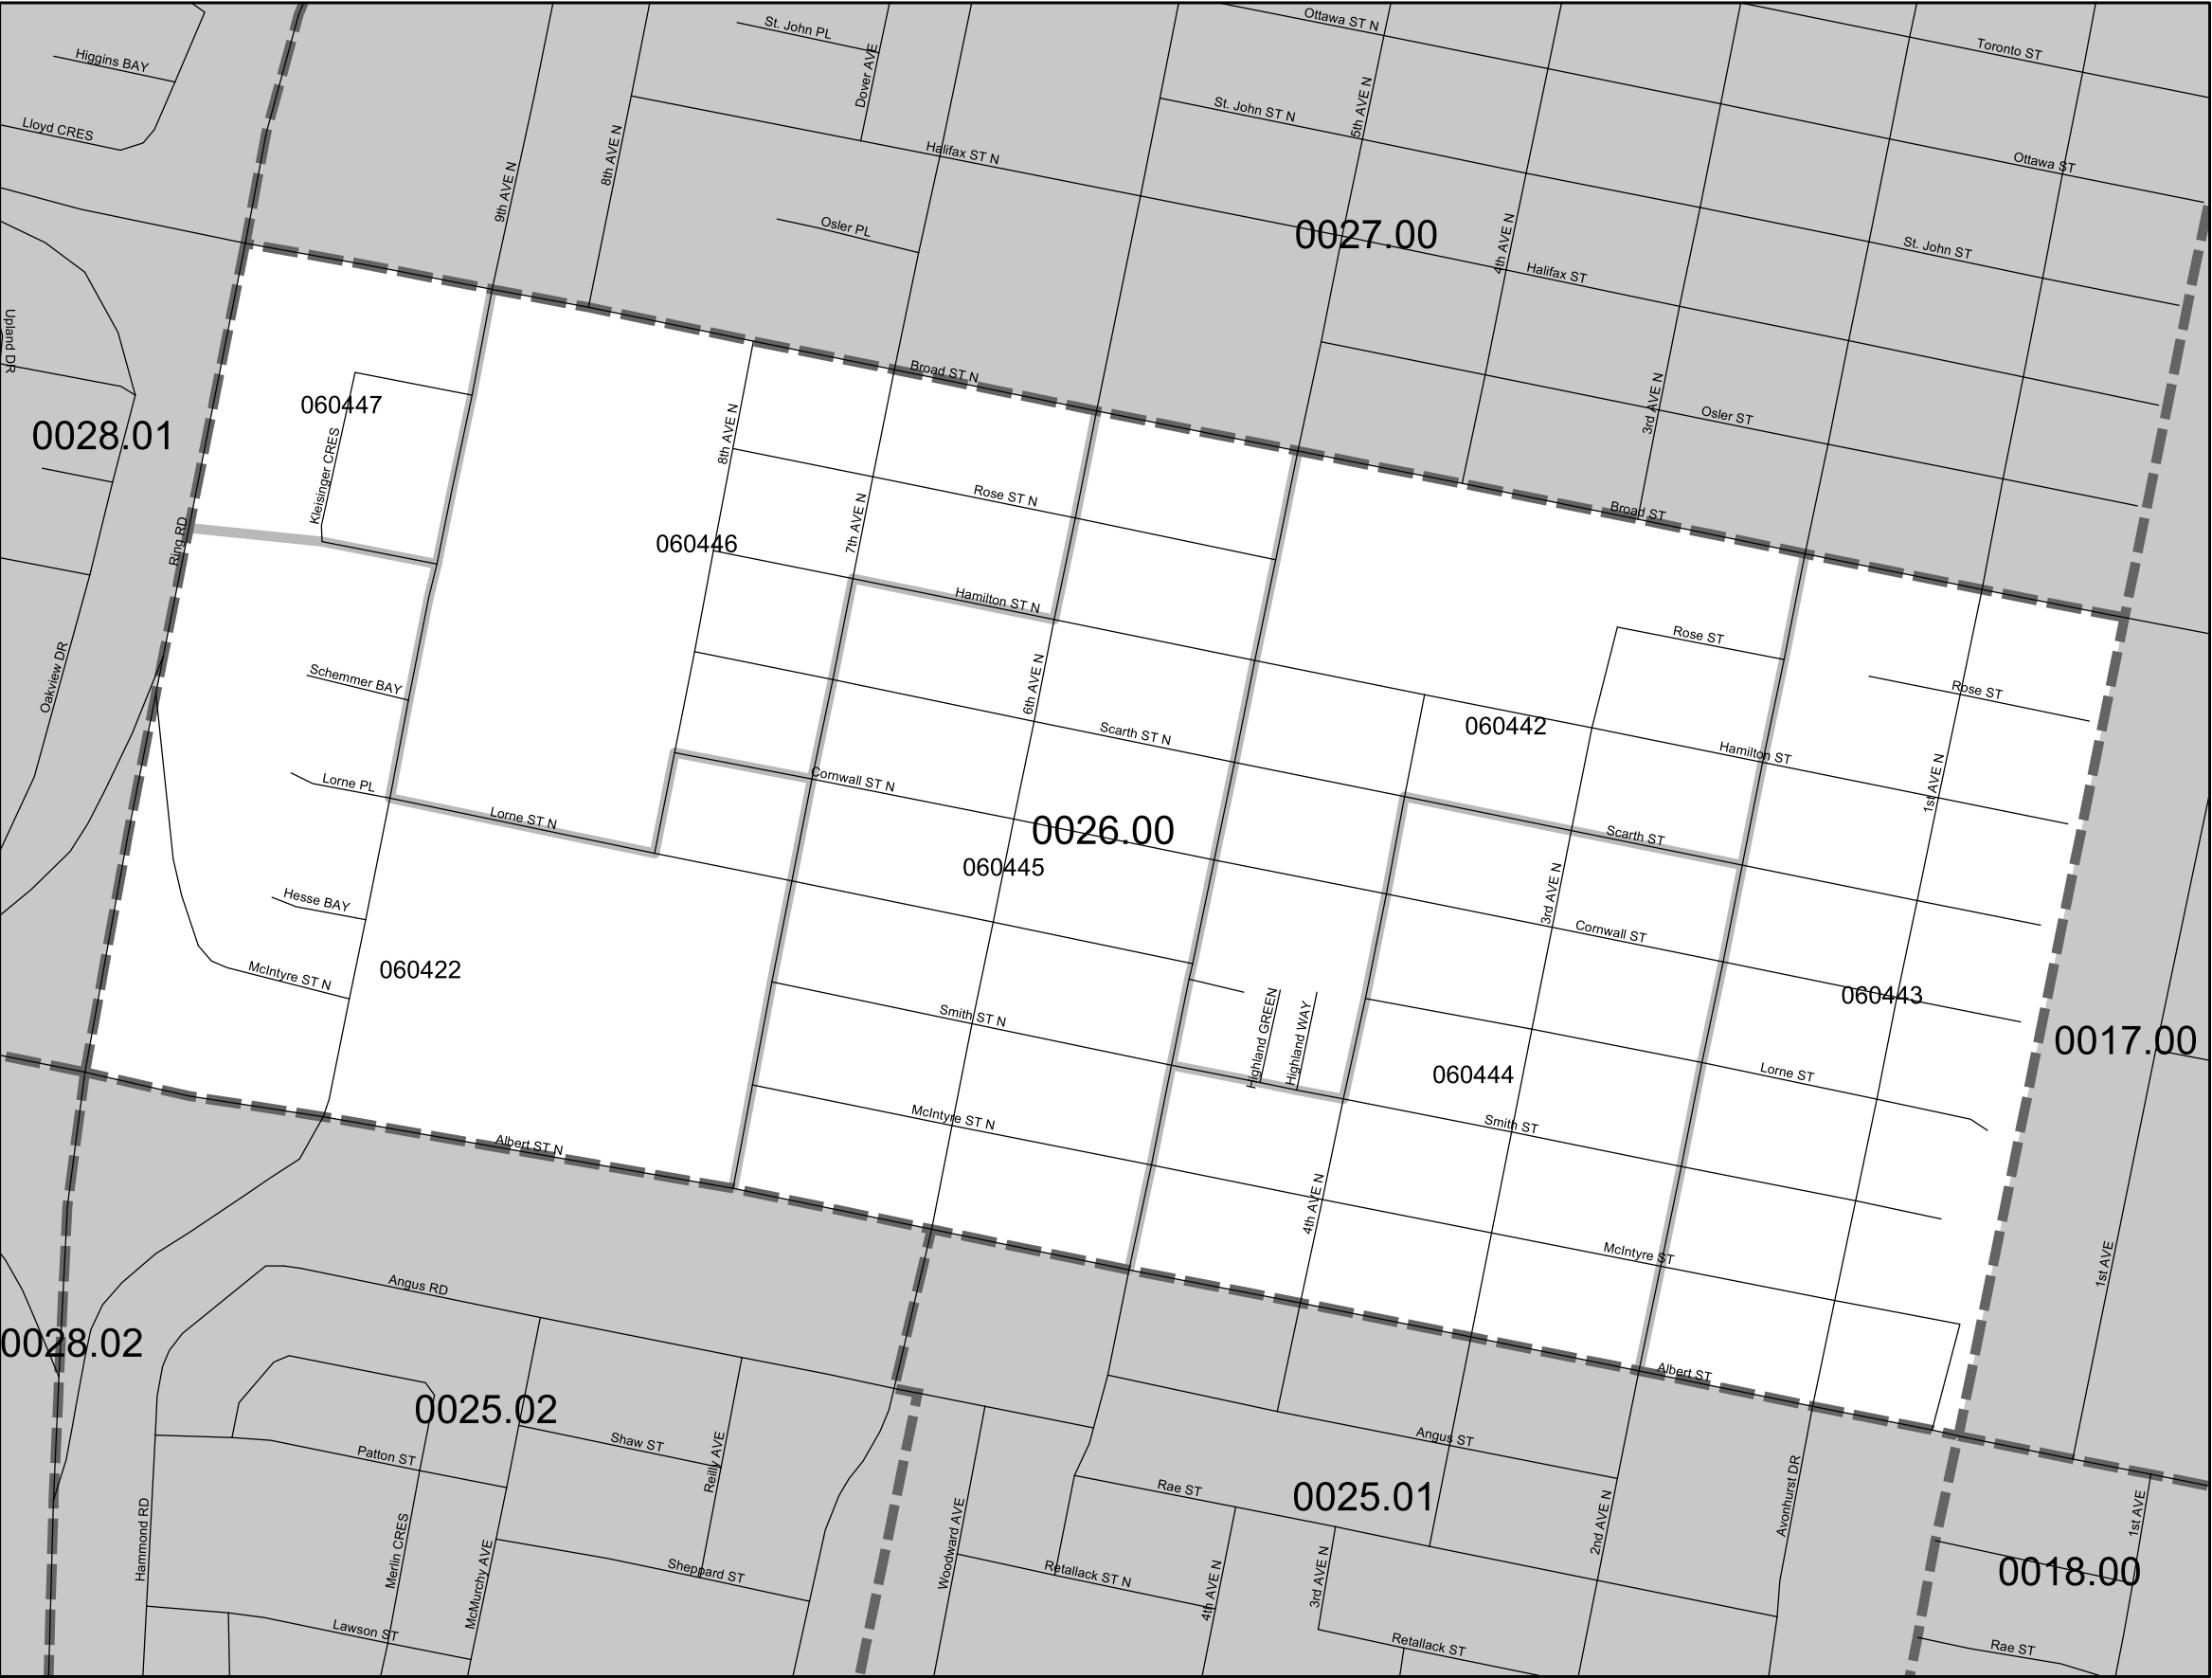 Ottawa ST N
Toronto ST
St. John PL
Higgins BAY
Dover AVE
5th AVE N
St. John ST N
Lloyd CRES
8th AVE N
Halifax ST N
Ottawa ST
9th AVE N
Osler PL
0027.00
4th AVE N
St. John ST
Halifax ST
Upland DR
Broad ST N
060447
3rd AVE N
Osler ST
0028.01
8th AVE N
Kleisinger CRES
Rose ST N
Broad ST
7th AVE N
Ring RD
060446
Hamilton ST N
Rose ST
Oakview DR
Schemmer BAY
6th AVE N
Rose ST
Scarth ST N
060442
Hamilton ST
Lorne PL
Cornwall ST N
1st AVE N
Lorne ST N
0026.00
Scarth ST
060445
3rd AVE N
Hesse BAY
Cornwall ST
McIntyre ST N
060422
060443
Smith ST N
Highland GREEN
Highland WAY
0017.00
060444
Lorne ST
McIntyre ST N
Smith ST
Albert ST N
4th AVE N
McIntyre ST
1st AVE
Angus RD
0028.02
Albert ST
0025.02
Patton ST
Shaw ST
Reilly AVE
Angus ST
Rae ST
0025.01
Avonhurst DR
1st AVE
Hammond RD
Merlin CRES
McMurchy AVE
Sheppard ST
Woodward AVE
Retallack ST N
4th AVE N
3rd AVE N
2nd AVE N
0018.00
Lawson ST
Retallack ST
Rae ST